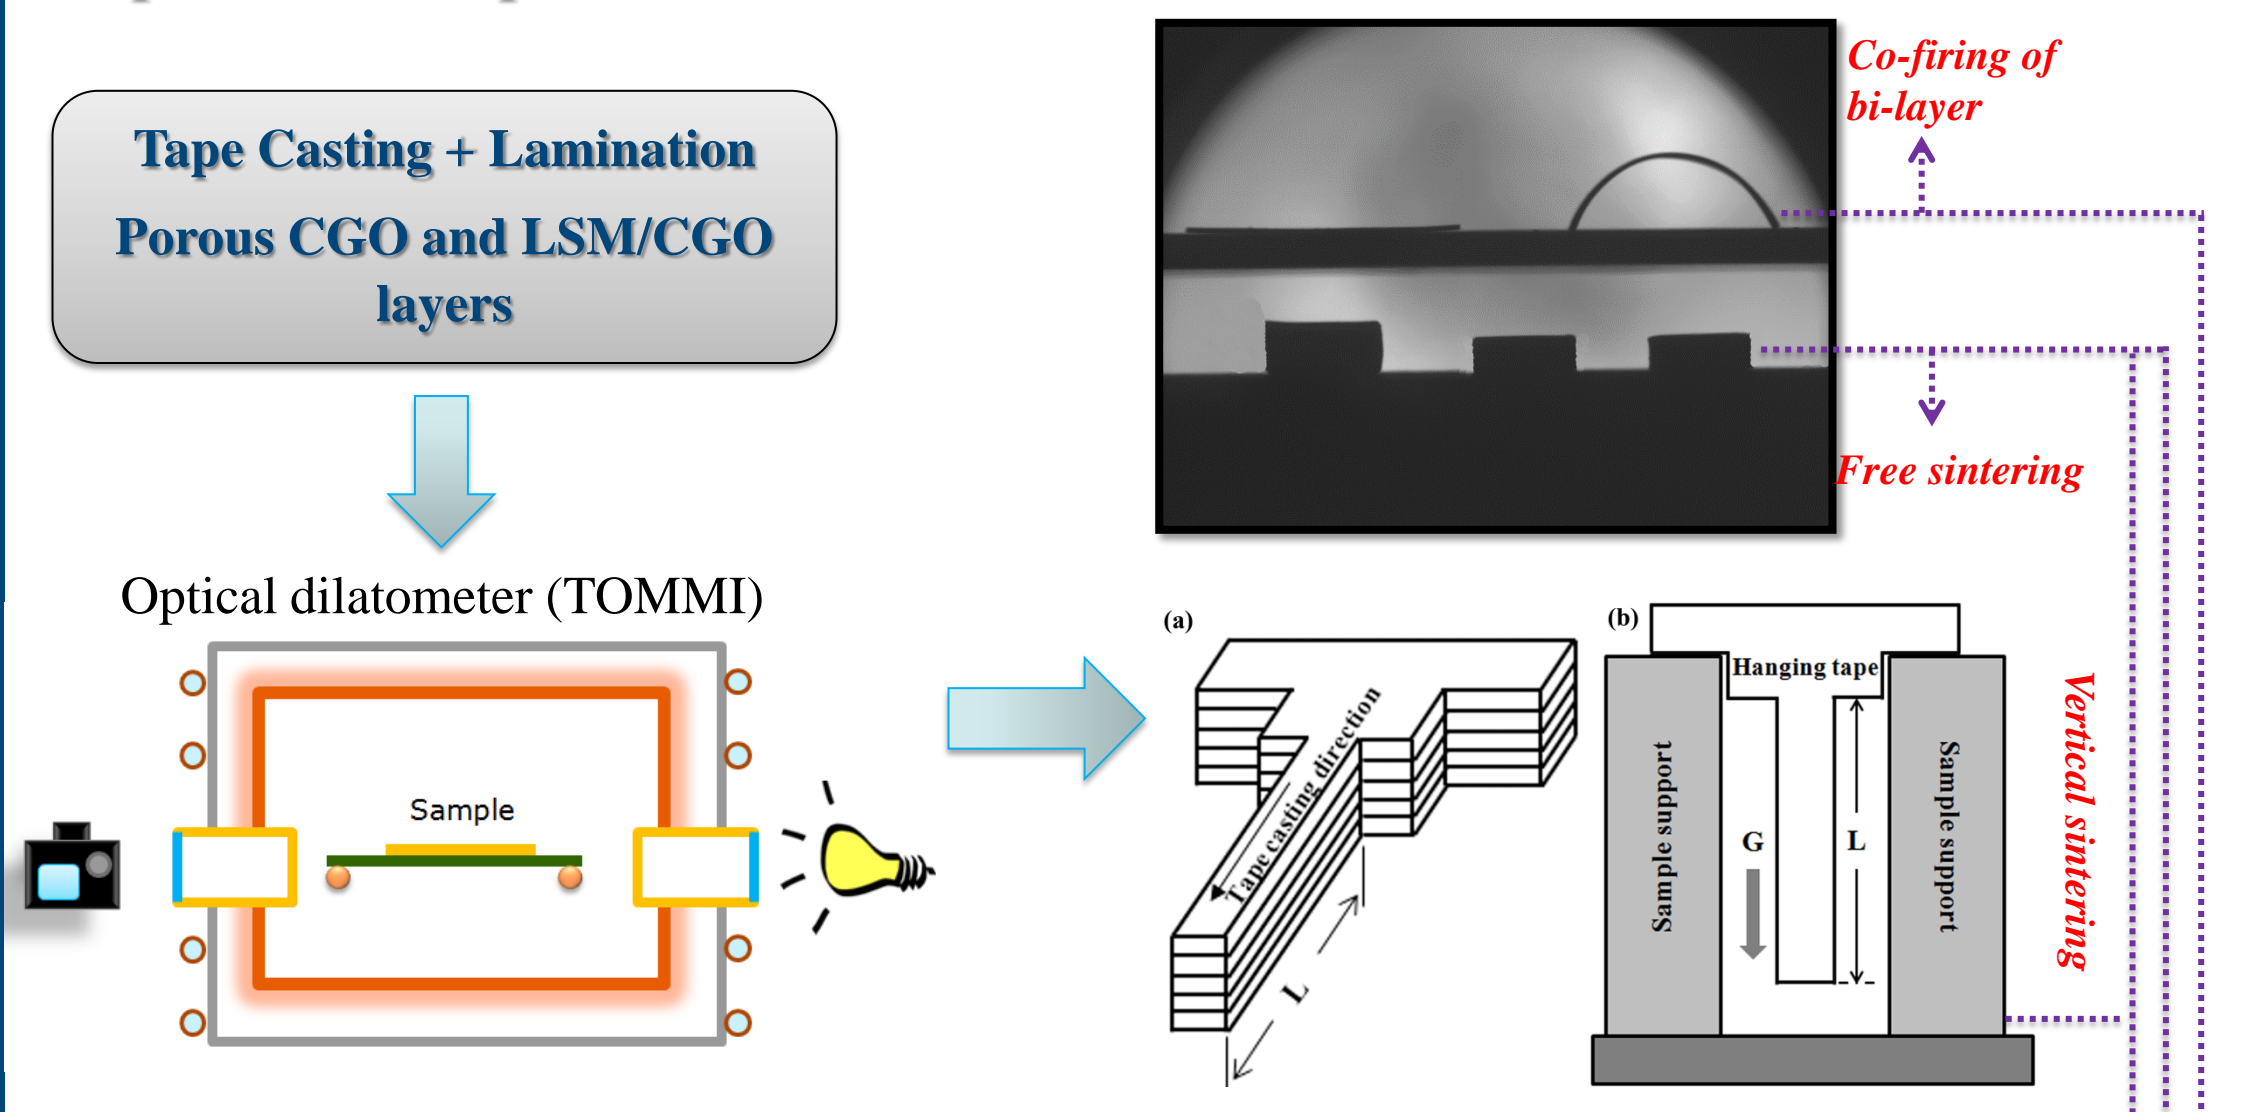 Tape Casting + Lamination
Porous CGO and LSM/CGO
layers
Optical dilatometer (TOMMI)
Sample
Co-firing of
bi-layer
Free sintering
(a)
Tape casting direction
L
(b)
Hanging tape
Sample support
G
L
Sample support
Vertical sintering